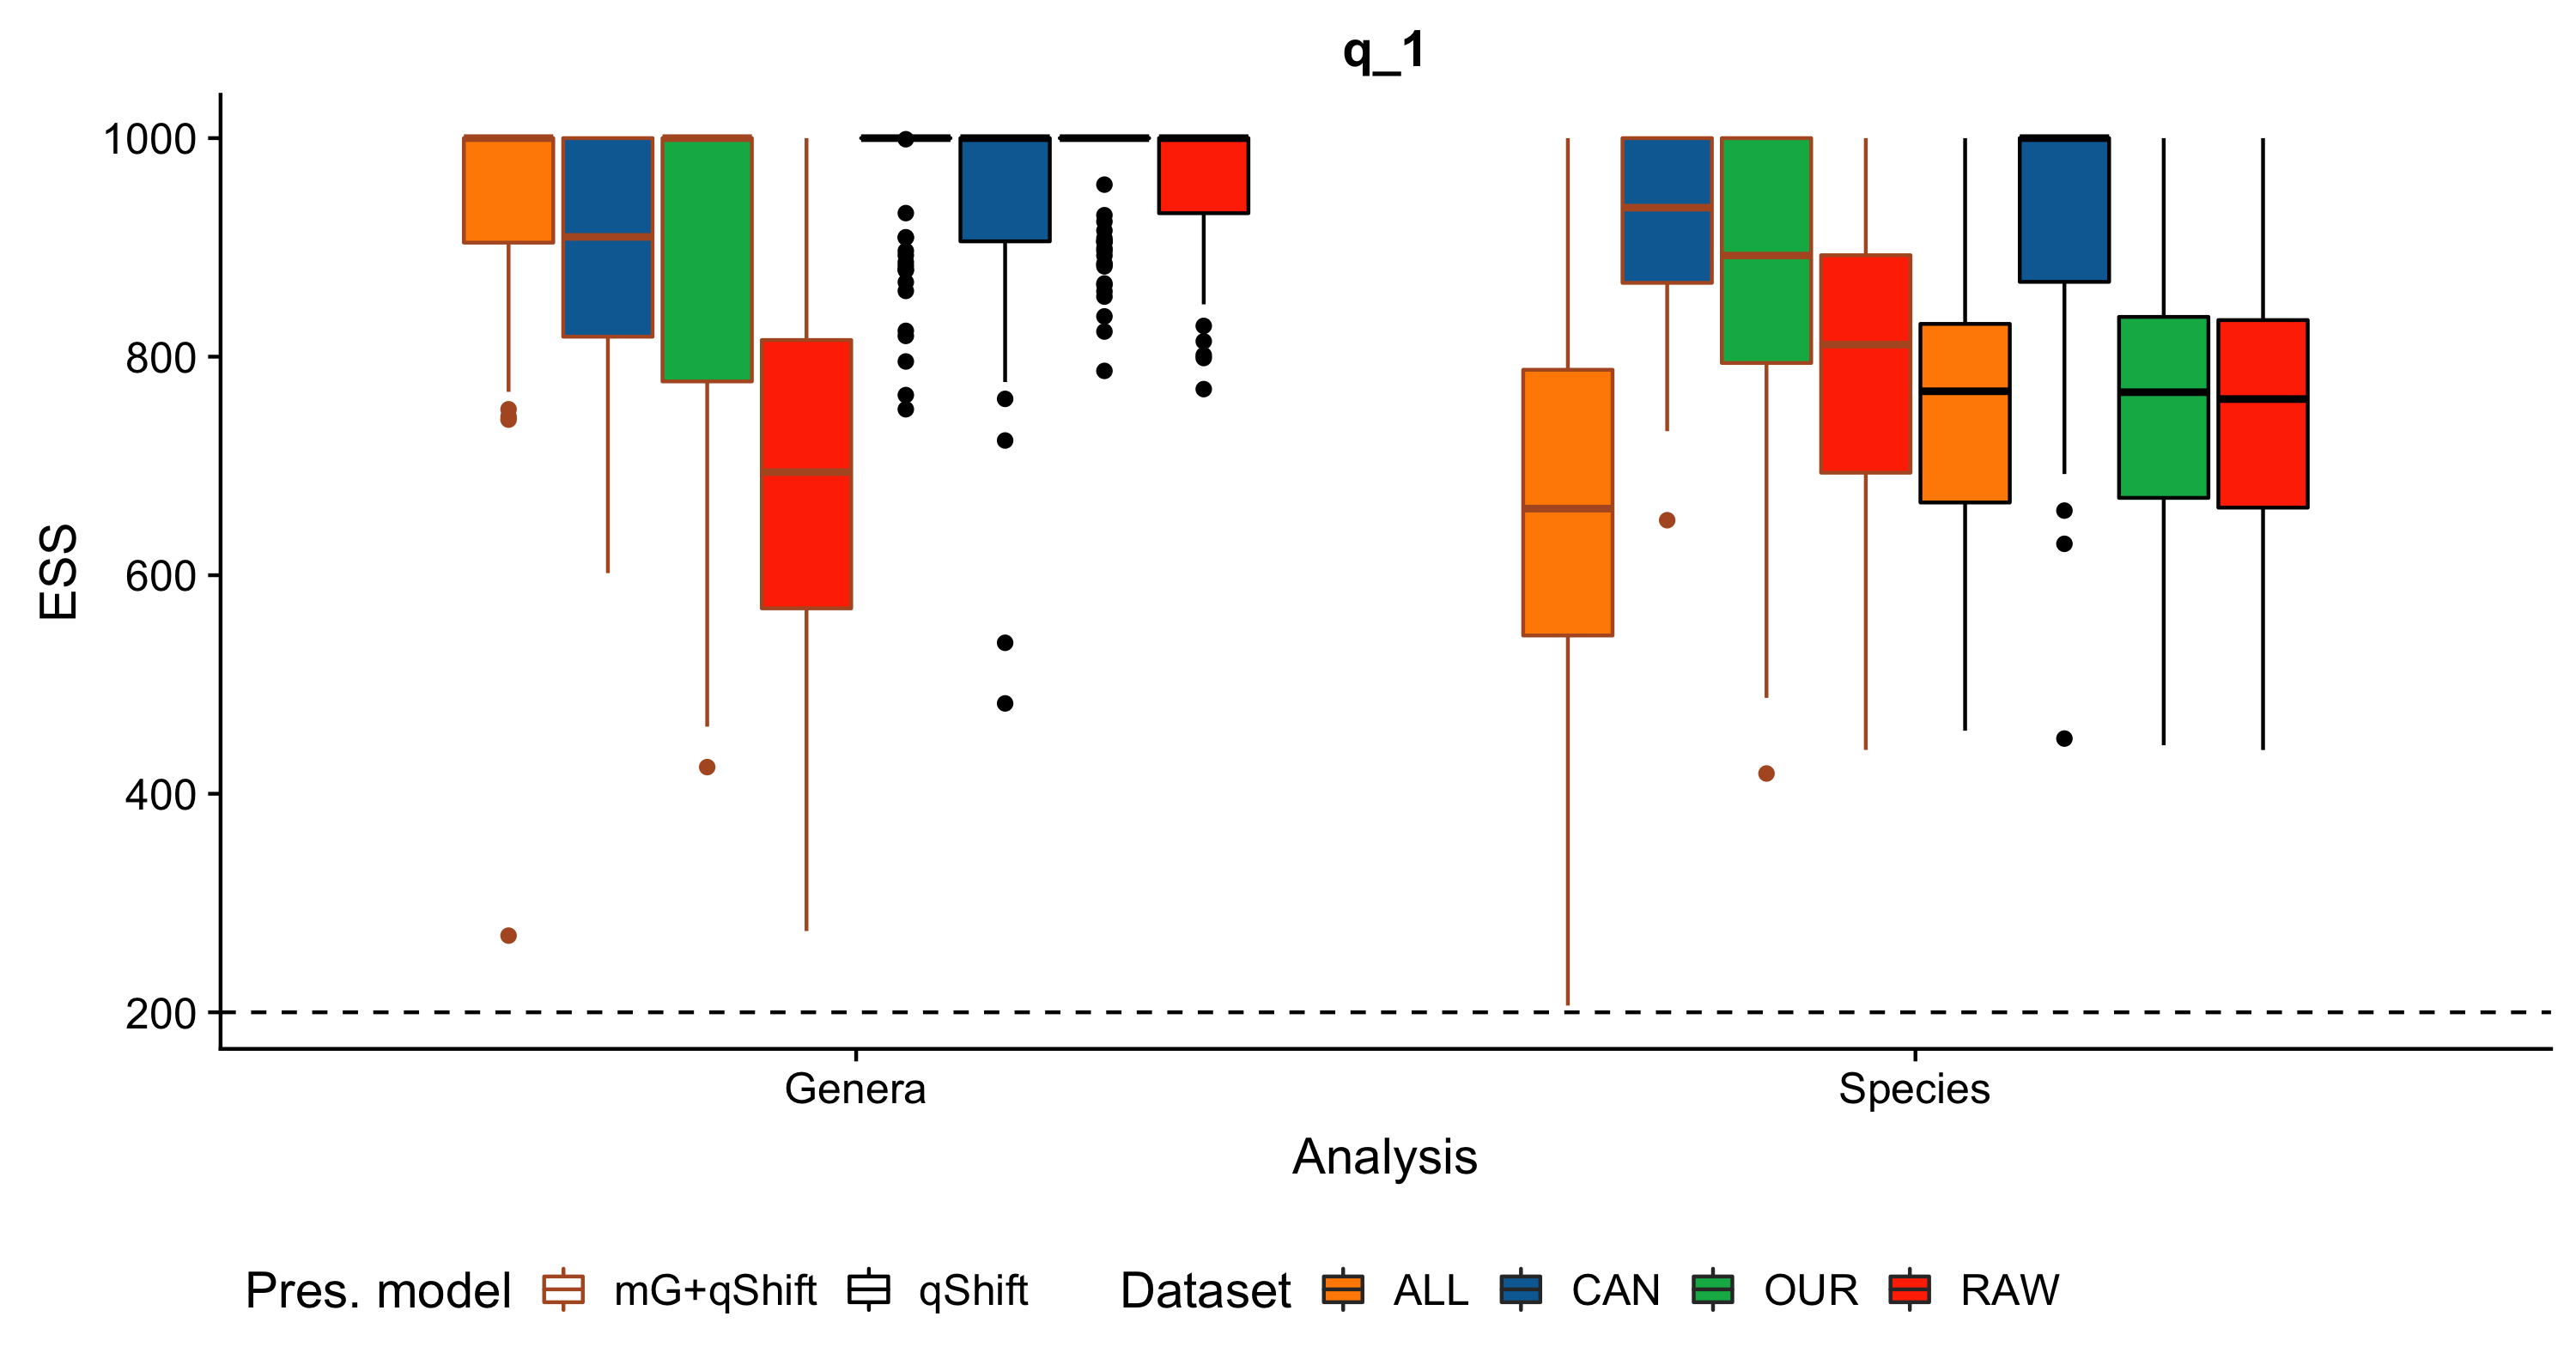 q_1
1000
800
600
400
200
ESS
Genera Species
Analysis
Pres. model mG+qShift qShift Dataset ALL CAN OUR RAW